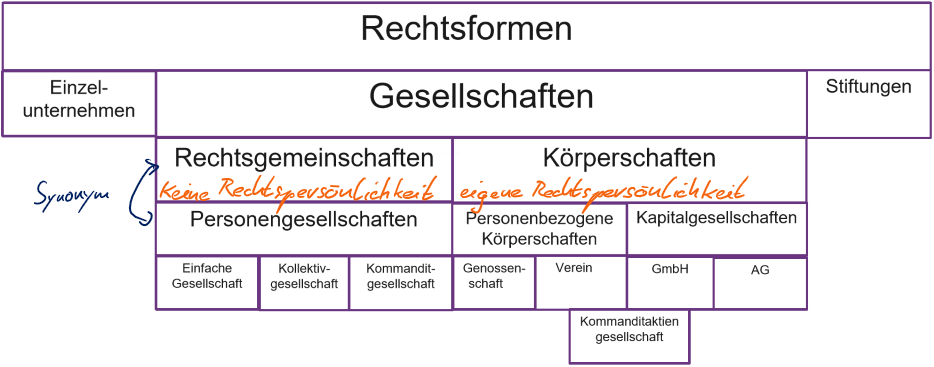 Rechtsformen
Einzel-
unternehmen
Gesellschaften
Stiftungen
Rechtsgemeinschaften
Körperschaften
Synonym
keine Rechtspersönlichkeit
eigene Rechtspersönlichkeit
Personengesellschaften
Personenbezogene
Körperschaften
Kapitalgesellschaften
Einfache
Gesellschaft
Kollektiv-
gesellschaft
Kommandit-
gesellschaft
Genossen-
schaft
Verein
GmbH
AG
Kommanditaktien
gesellschaft